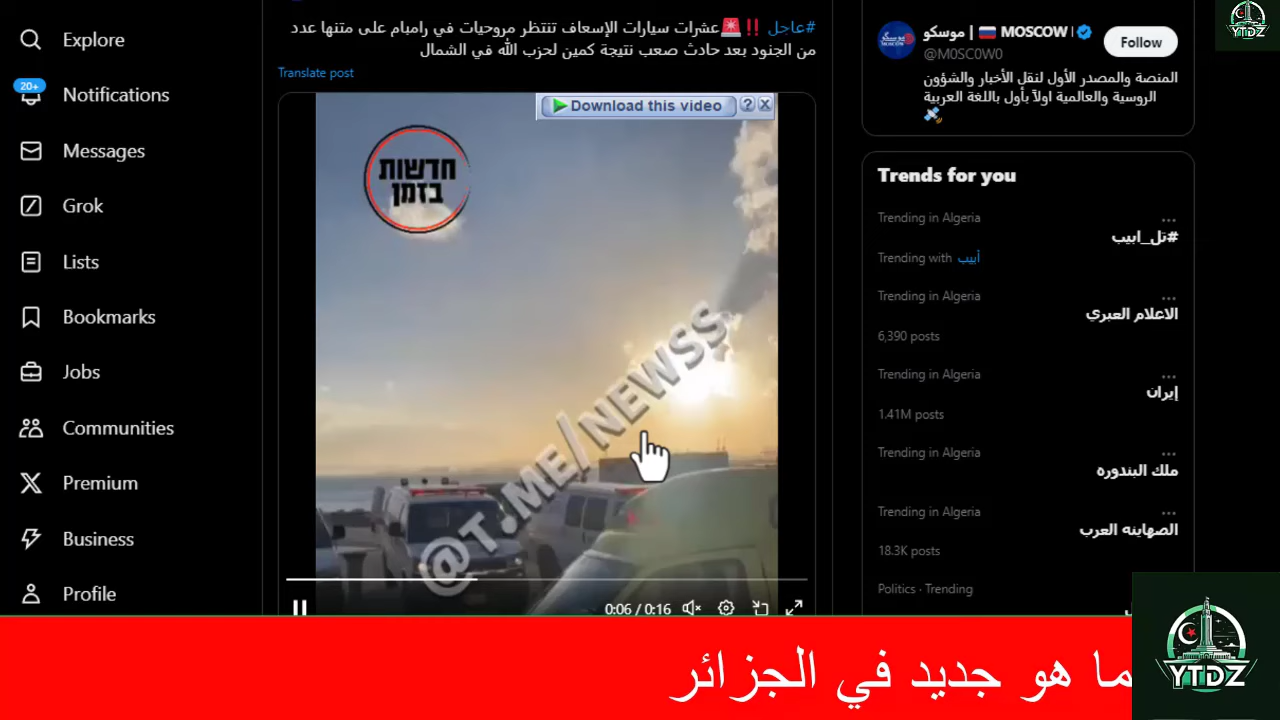 Explore
20+
Notifications
Messages
Grok
Lists
Bookmarks
Jobs
Communities
Premium
Business
Profile
#عاجل ‼️🚨عشرات سيارات الإسعاف تنتظر مروحيات في رامبام على متنها عدد
من الجنود بعد حادث صعب نتيجة كمين لحزب الله في الشمال
Translate post
Download this video
? X
חדשות
בזמן
@T.ME/NEWSS
0:06 / 0:16
موسكو | 🇷🇺 MOSCOW |
@M0SC0W0
Follow
المنصة والمصدر الأول لنقل الأخبار والشؤون
الروسية والعالمية اولاً بأول باللغة العربية
🛰️
Trends for you
Trending in Algeria
#تل_ابيب
Trending with أبيب
Trending in Algeria
الاعلام العبري
6,390 posts
Trending in Algeria
إيران
1.41M posts
Trending in Algeria
ملك البندوره
Trending in Algeria
الصهاينه العرب
18.3K posts
Politics · Trending
YTDZ
ما هو جديد في الجزائر
YTDZ